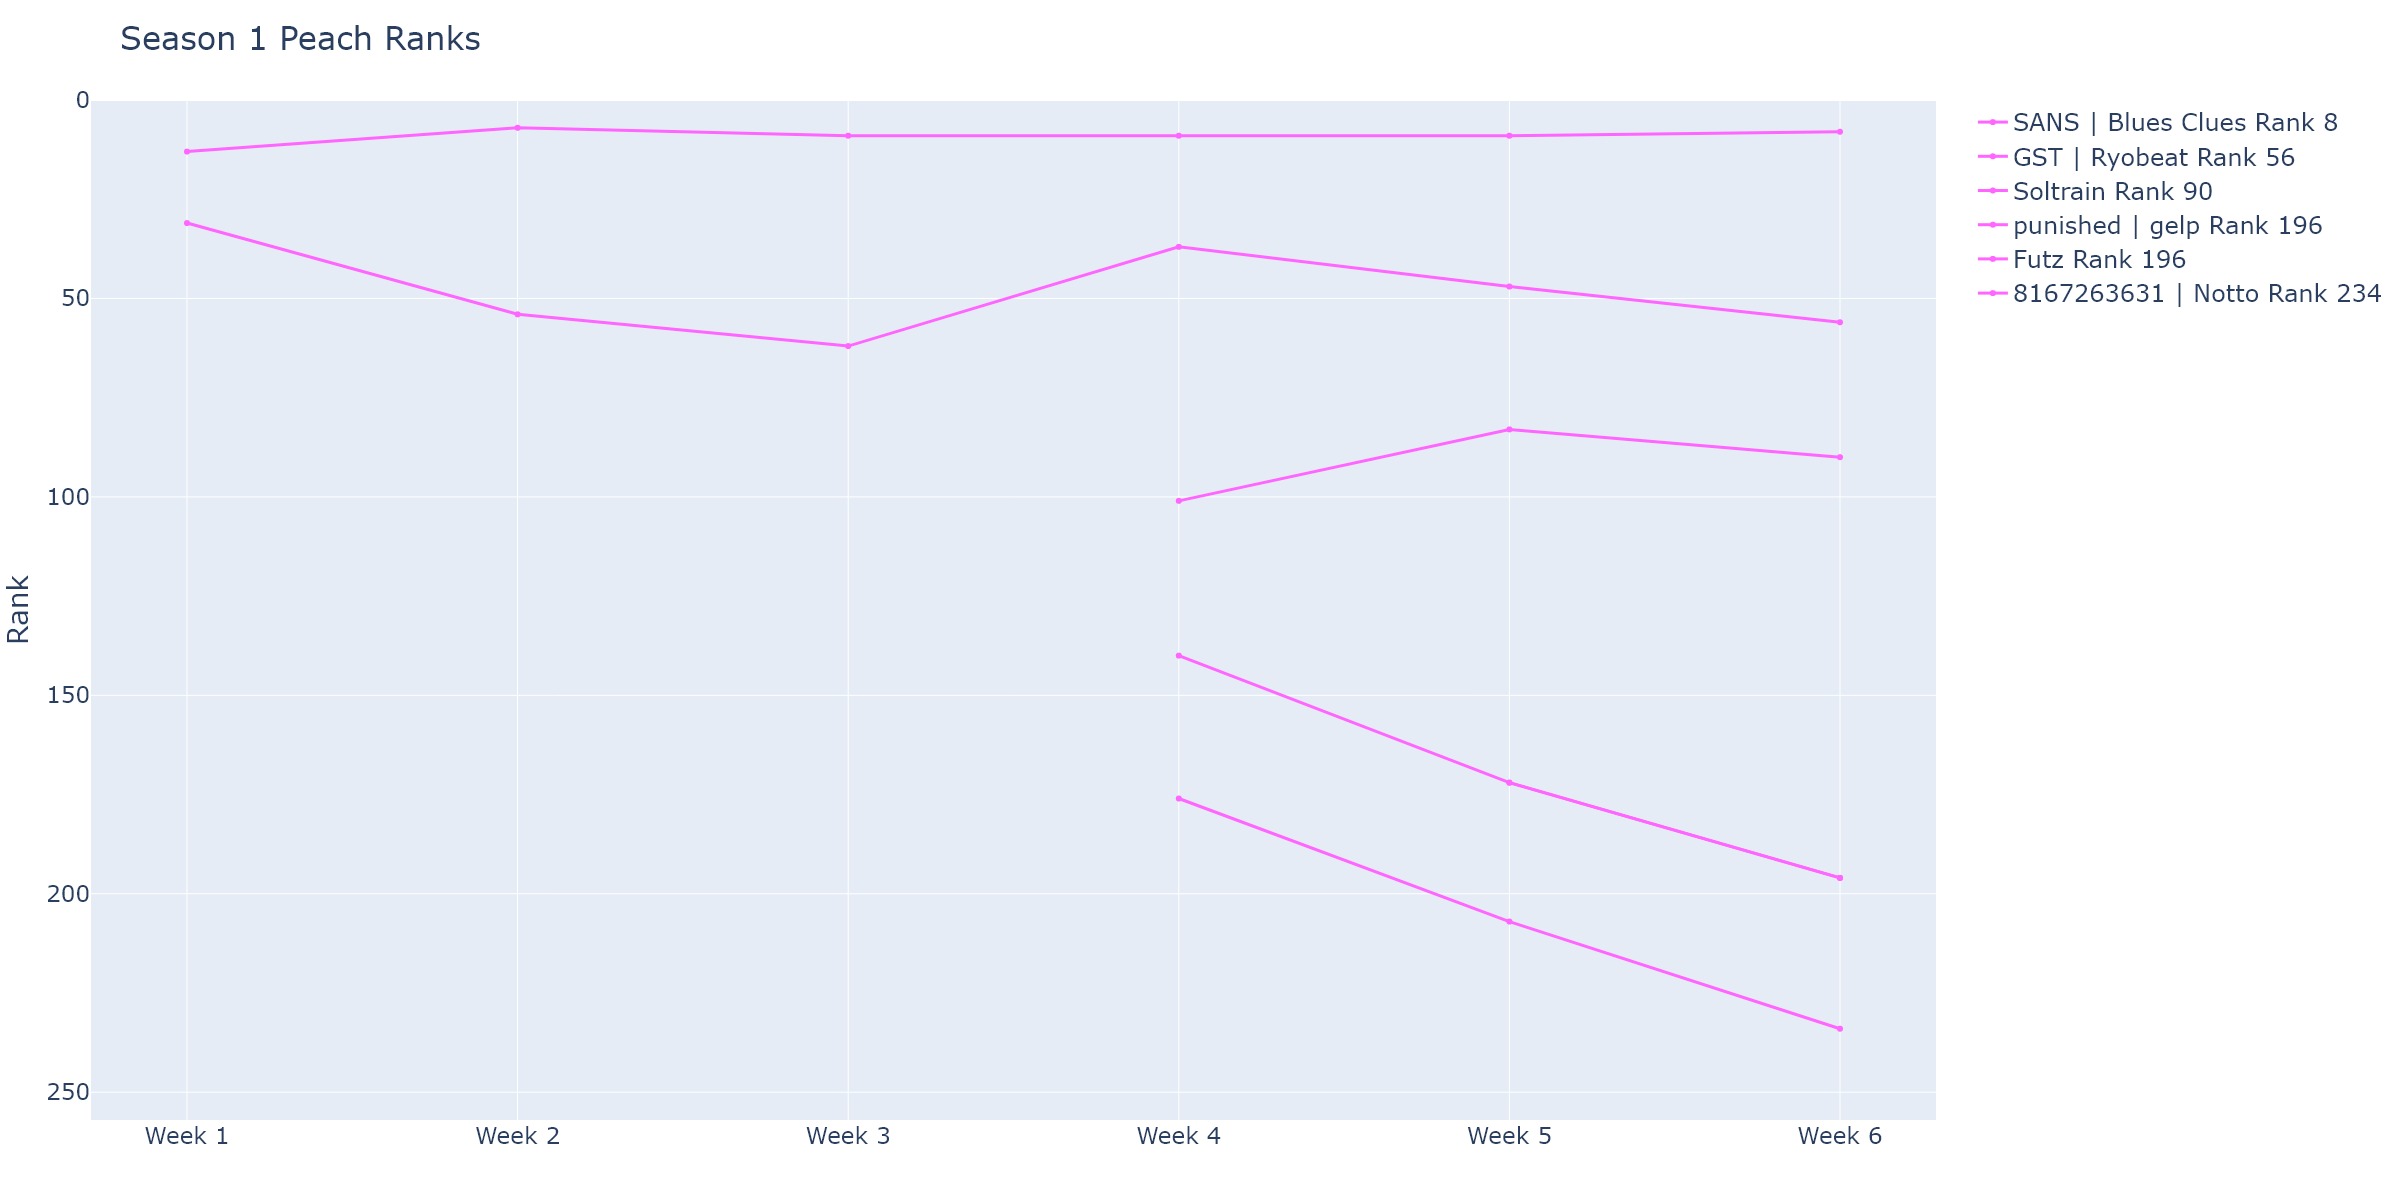 Season 1 Peach Ranks
SANS | Blues Clues Rank 8
GST | Ryobeat Rank 56
Soltrain Rank 90
punished | gelp Rank 196
Futz Rank 196
8167263631 | Notto Rank 234
Rank
0
50
100
150
200
250
Week 1
Week 2
Week 3
Week 4
Week 5
Week 6